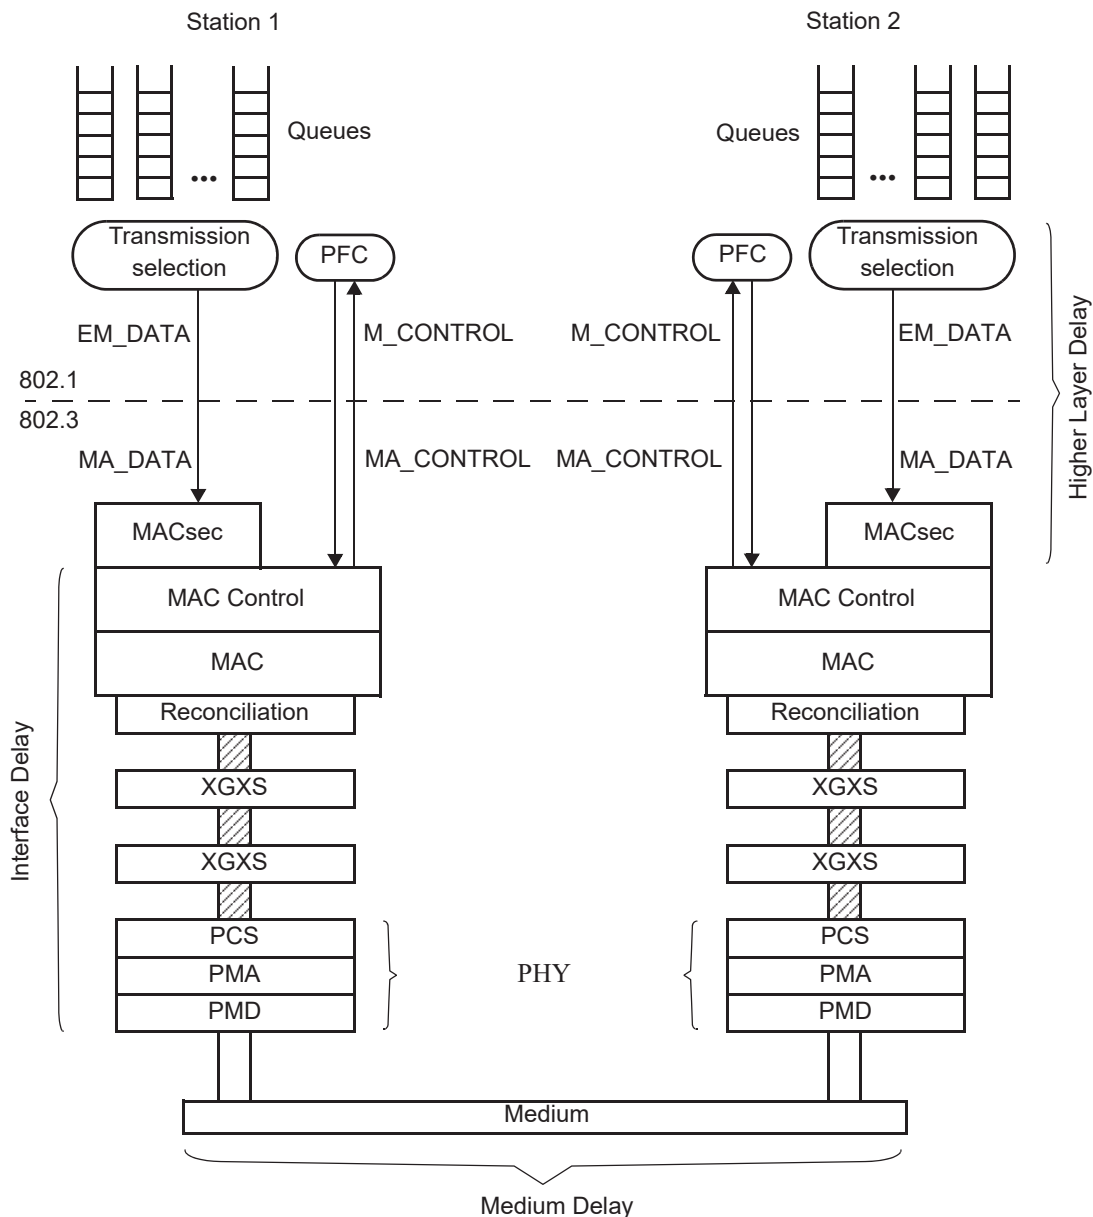 Station 1
Station 2
Queues
Queues
...
...
Transmission
selection
PFC
PFC
Transmission
selection
EM_DATA
M_CONTROL
M_CONTROL
EM_DATA
802.1
802.3
MA_DATA
MA_CONTROL
MA_CONTROL
MA_DATA
Higher Layer Delay
MACsec
MACsec
MAC Control
MAC Control
MAC
MAC
Reconciliation
Reconciliation
XGXS
XGXS
Interface Delay
XGXS
XGXS
PCS
PCS
PMA
PHY
PMA
PMD
PMD
Medium
Medium Delay